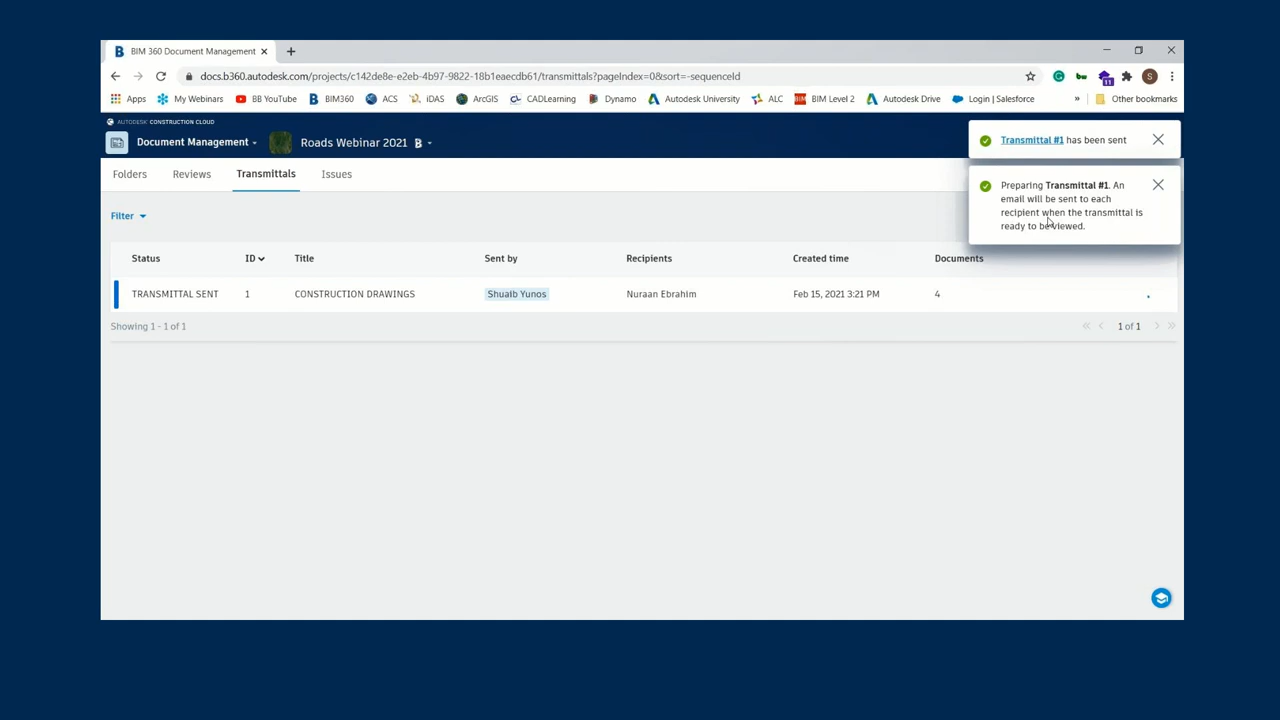 BIM 360 Document Management
docs.b360.autodesk.com/projects/c142de8e-e2eb-4b97-9822-18b1eaecdb61/transmittals?pageIndex=0&sort=-sequenceId
11
S
Apps My Webinars BB YouTube BIM360 ACS iDAS ArcGIS CADLearning Dynamo Autodesk University ALC BIM Level 2 Autodesk Drive Login | Salesforce » Other bookmarks
AUTODESK CONSTRUCTION CLOUD
Document Management Roads Webinar 2021
Transmittal #1 has been sent
Folders Reviews Transmittals Issues
Preparing Transmittal #1. An
email will be sent to each
recipient when the transmittal is
ready to be viewed.
Filter
Status ID Title Sent by Recipients Created time Documents
TRANSMITTAL SENT 1 CONSTRUCTION DRAWINGS Shuaib Yunos Nuraan Ebrahim Feb 15, 2021 3:21 PM 4
Showing 1 - 1 of 1 1 of 1